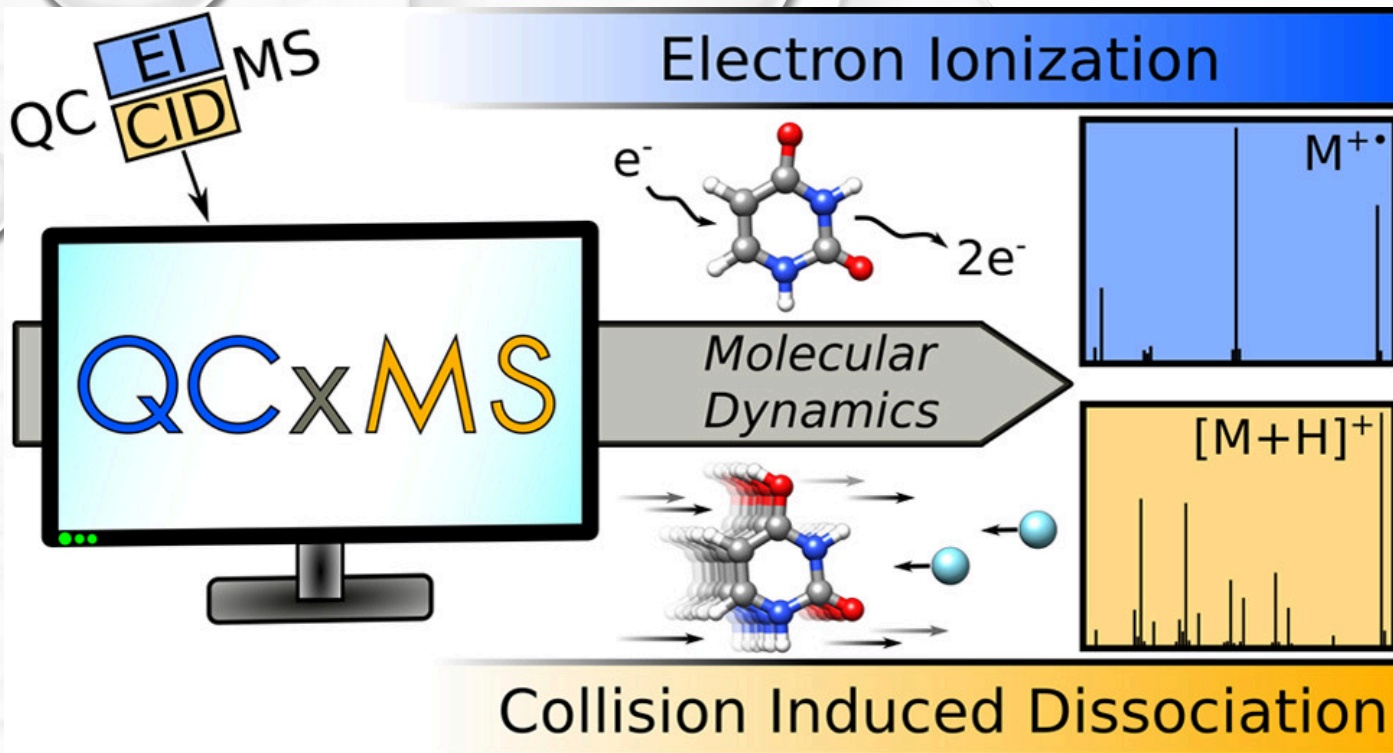 QC EI MS
CID
Electron Ionization
e⁻
2e⁻
M⁺•
QCxMS
Molecular
Dynamics
[M+H]⁺
Collision Induced Dissociation